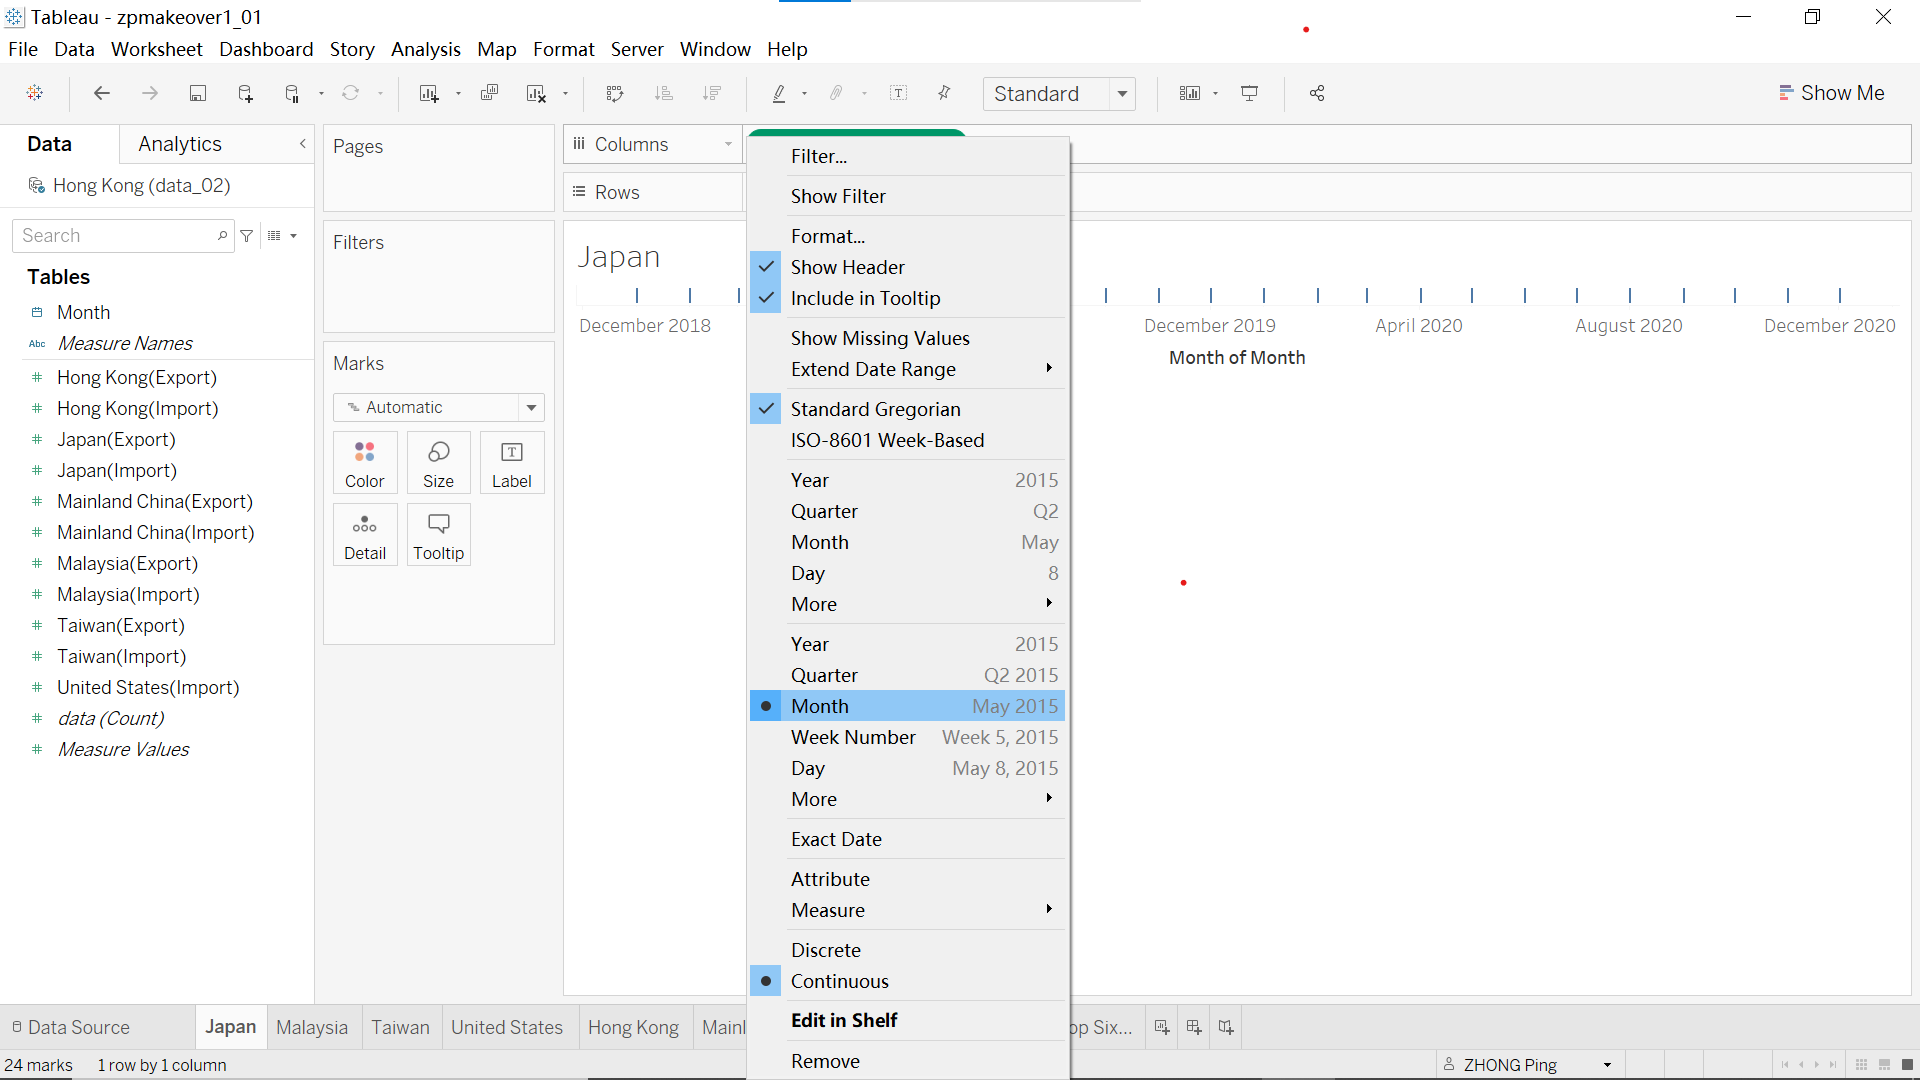 Tableau - zpmakeover1_01
File Data Worksheet Dashboard Story Analysis Map Format Server Window Help
Standard
Show Me
Data
Analytics
Hong Kong (data_02)
Search
Tables
Month
Abc Measure Names
Hong Kong(Export)
Hong Kong(Import)
Japan(Export)
Japan(Import)
Mainland China(Export)
Mainland China(Import)
Malaysia(Export)
Malaysia(Import)
Taiwan(Export)
Taiwan(Import)
United States(Import)
data (Count)
Measure Values
Pages
Filters
Marks
Automatic
Color
Size
Label
Detail
Tooltip
Columns
Rows
Japan
December 2018
December 2019
April 2020
August 2020
December 2020
Month of Month
Filter...
Show Filter
Format...
Show Header
Include in Tooltip
Show Missing Values
Extend Date Range
Standard Gregorian
ISO-8601 Week-Based
Year 2015
Quarter Q2
Month May
Day 8
More
Year 2015
Quarter Q2 2015
Month May 2015
Week Number Week 5, 2015
Day May 8, 2015
More
Exact Date
Attribute
Measure
Discrete
Continuous
Edit in Shelf
Remove
Data Source
Japan
Malaysia
Taiwan
United States
Hong Kong
Mainl
op Six...
24 marks
1 row by 1 column
ZHONG Ping